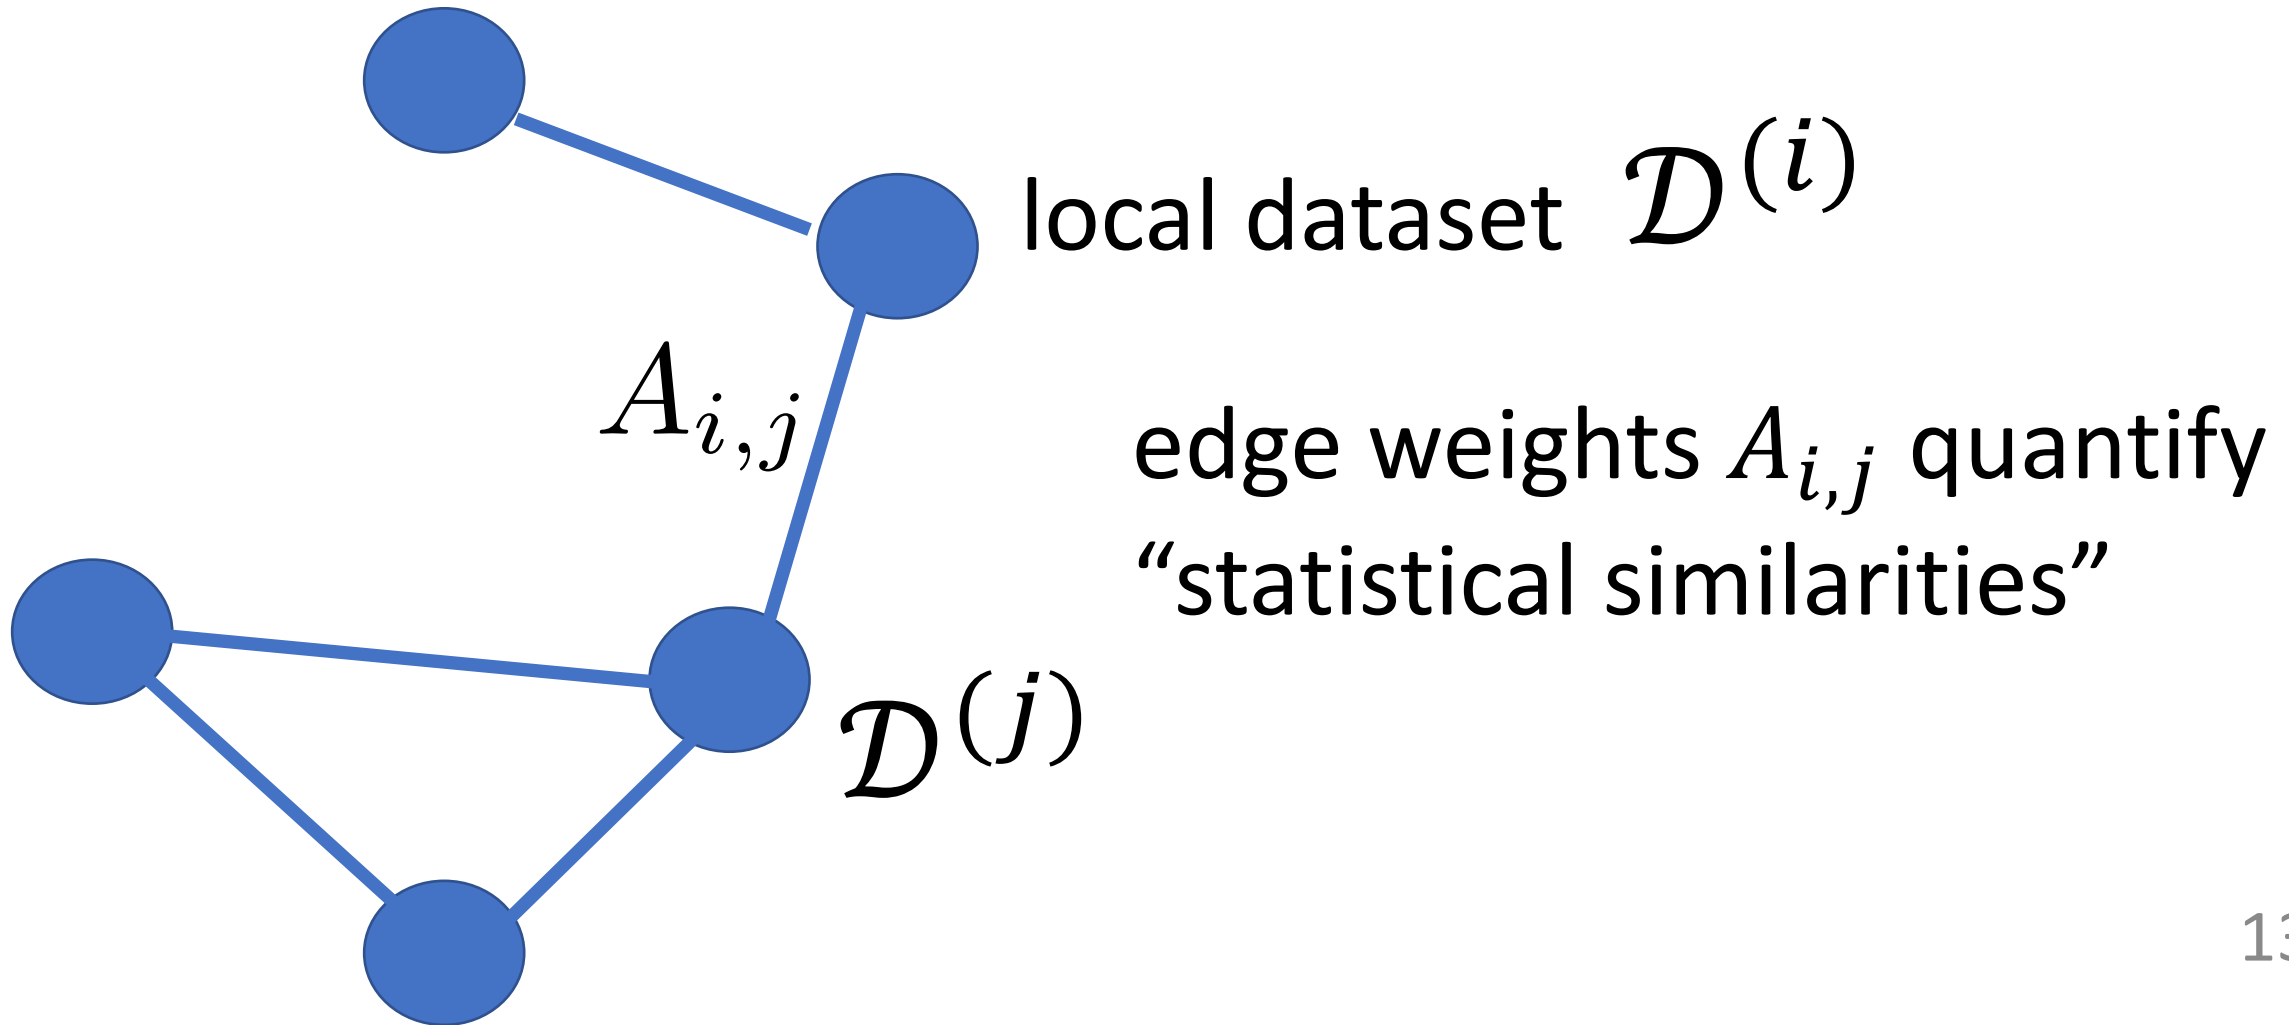 local dataset 𝒟^(i)
A_{i,j}
edge weights A_{i,j} quantify
“statistical similarities”
𝒟^(j)